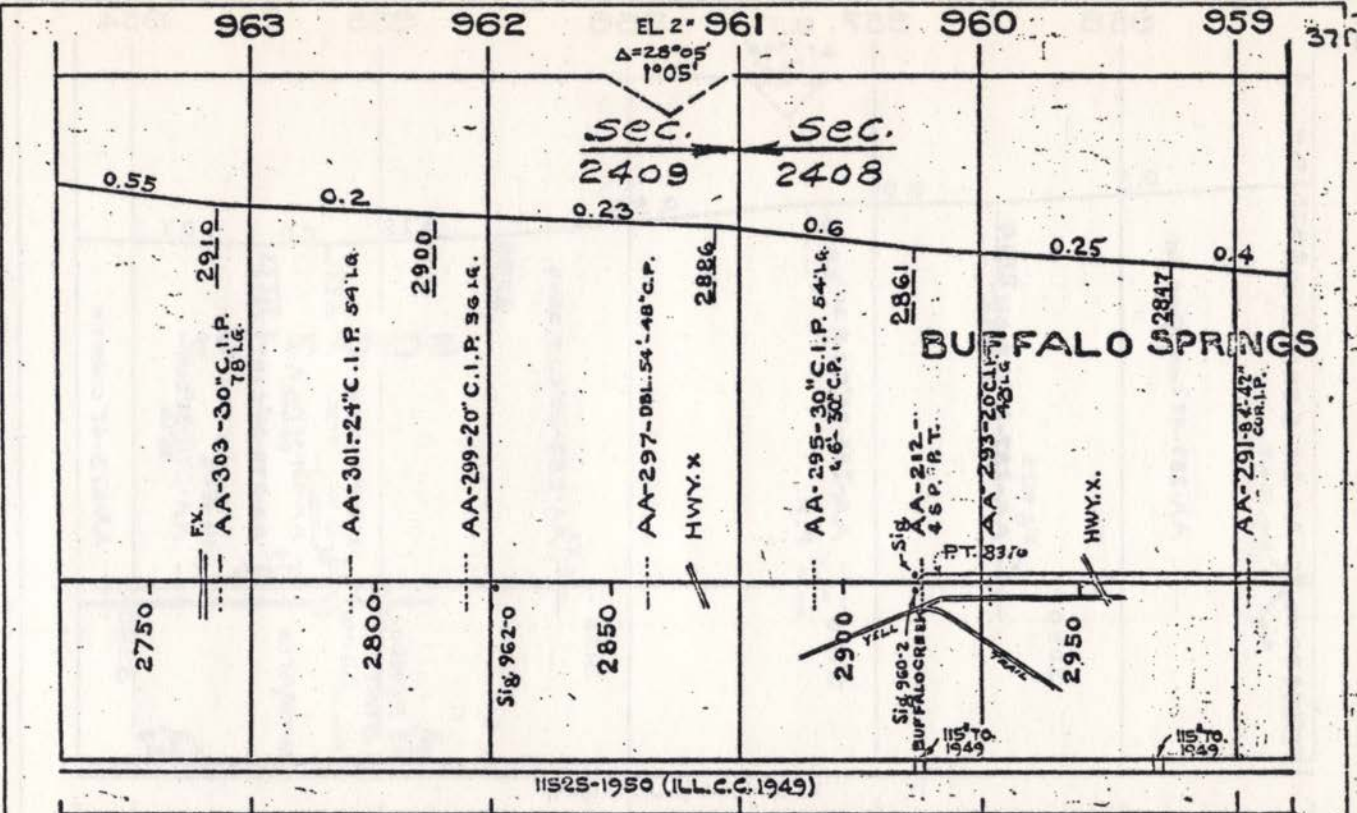 963
962
961
960
959
EL 2"
Δ=28°05'
1°05'
Sec.
2409
Sec.
2408
0.55
0.2
0.23
0.6
0.25
0.4
2910
2900
2886
2861
2847
BUFFALO SPRINGS
F.X.
AA-303-30" C.I.P.
78 LG.
AA-301-24" C.I.P. 54' LG.
AA-299-20" C.I.P. 36 LG.
AA-297-DBL. 54'-48" C.P.
HWY. X
AA-295-30" C.I.P. 54' LG.
Sig
AA-212
AA-293-20 C.I.P.
HWY. X.
AA-291-84'-42"
COR. I. P.
P.T.
2750
2800
Sig. 962-0
2850
2900
YELL
TRAIL
Sig. 960-2
BUFFALO CREEK
2950
115# TO.
1949
115# TO.
1949
11525-1950 (ILL.C.C. 1949)